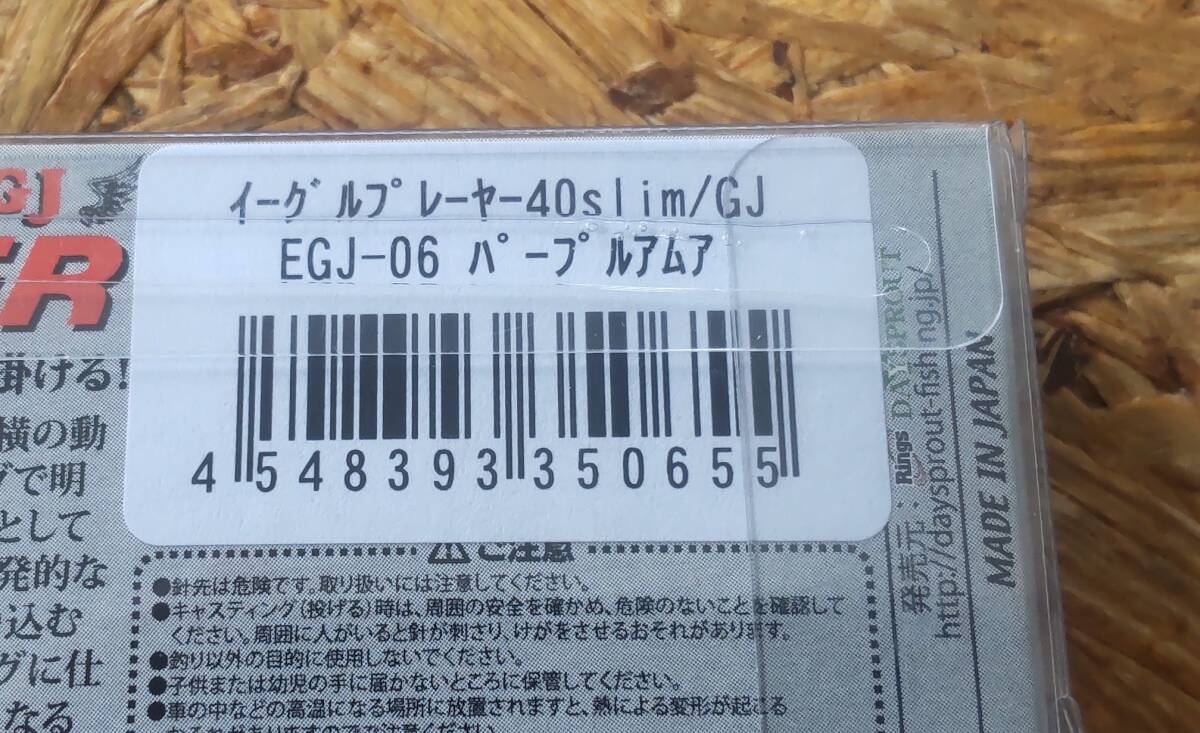 GJ
ER
ｲｰｸﾞﾙﾌﾟﾚｰﾔｰ40slim/GJ
EGJ-06 ﾊﾟｰﾌﾟﾙｱﾑｱ
4 548393 350655
掛ける!
横の動
グで明
として
発的な
込む
グに仕
なる
ご注意
●針先は危険です。取り扱いには注意してください。
●キャスティング(投げる)時は、周囲の安全を確かめ、危険のないことを確認して
ください。周囲に人がいると針が刺さり、けがをさせるおそれがあります。
●釣り以外の目的に使用しないでください。
●子供または幼児の手に届かないところに保管してください。
●車の中などの高温になる場所に放置されますと、熱による変形が起こる
発売元：Rings DAYSPROUT
http://daysprout-fishing.jp/
MADE IN JAPAN